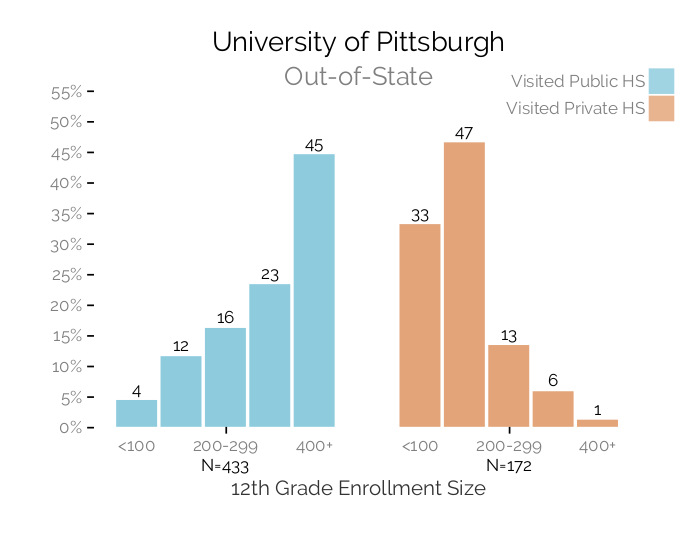 University of Pittsburgh
Out-of-State
Visited Public HS
Visited Private HS
55%
50%
45%
40%
35%
30%
25%
20%
15%
10%
5%
0%
4
12
16
23
45
33
47
13
6
1
<100 200-299 400+
<100 200-299 400+
N=433 N=172
12th Grade Enrollment Size